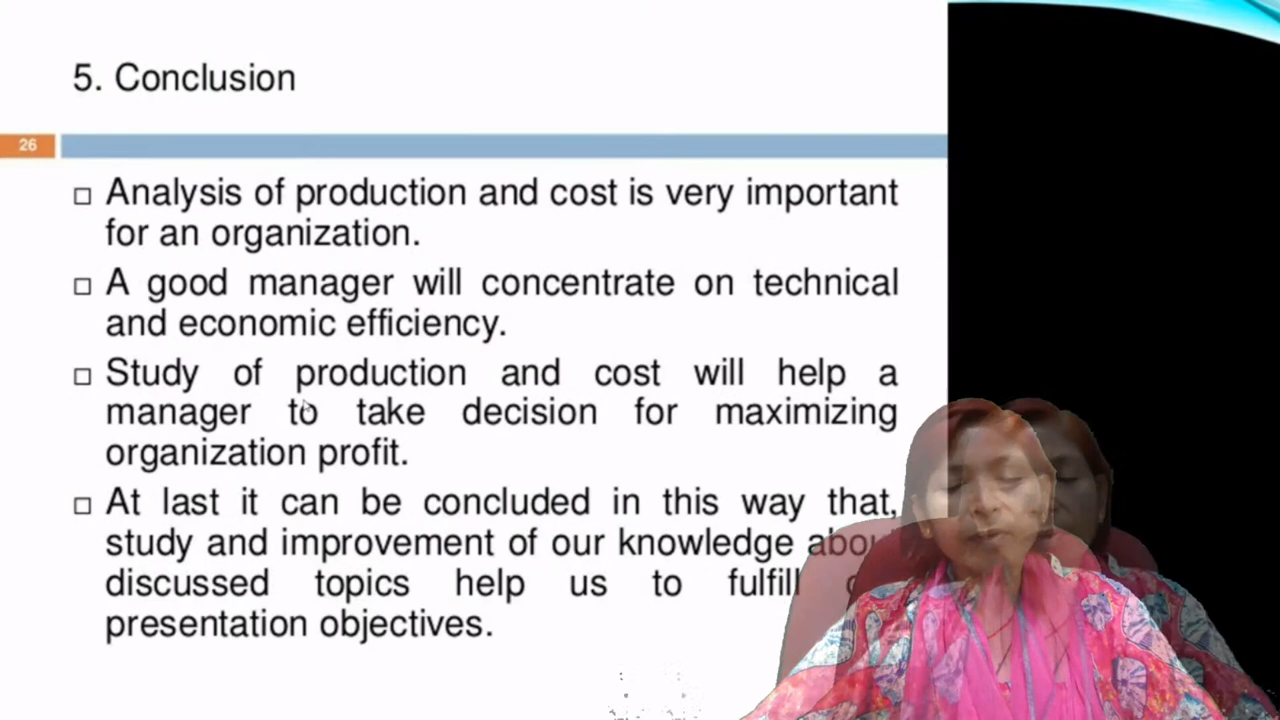 5. Conclusion
26
Analysis of production and cost is very important
for an organization.
A good manager will concentrate on technical
and economic efficiency.
Study of production and cost will help a
manager to take decision for maximizing
organization profit.
At last it can be concluded in this way that,
study and improvement of our knowledge about
discussed topics help us to fulfill
presentation objectives.